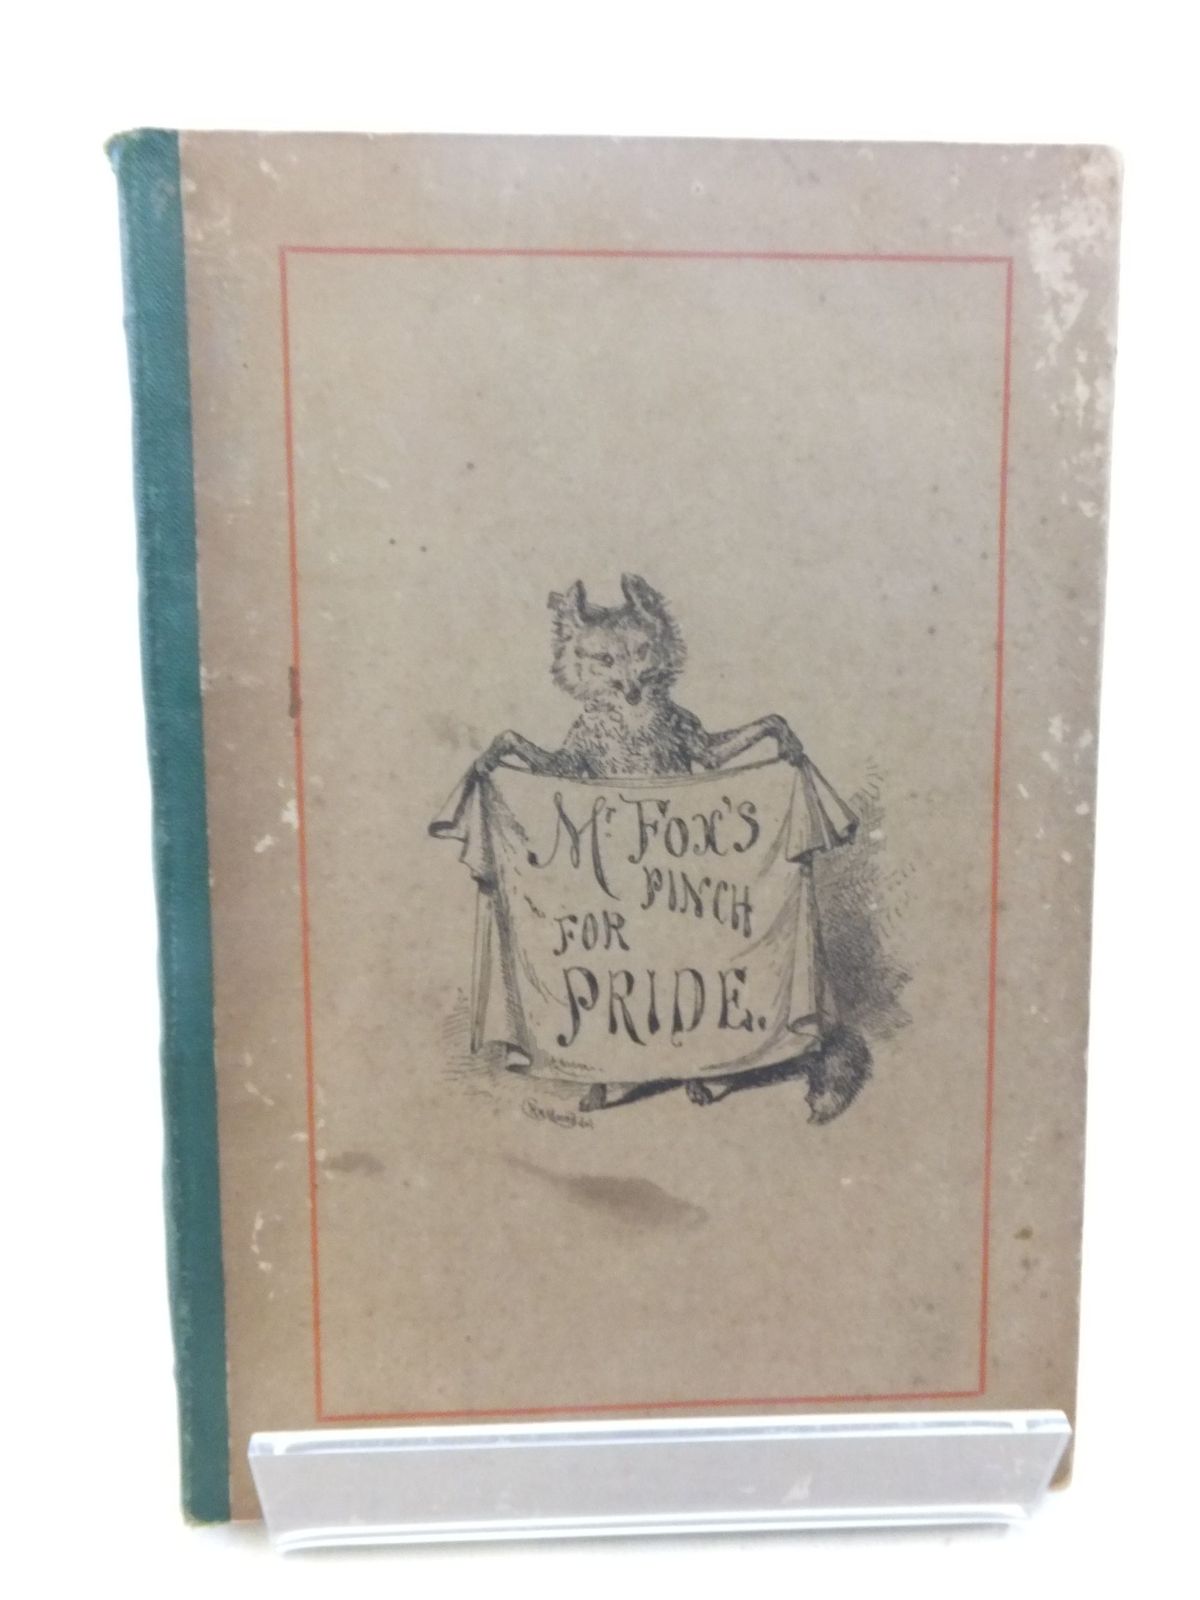 Mr Fox's
PINCH
FOR
PRIDE.